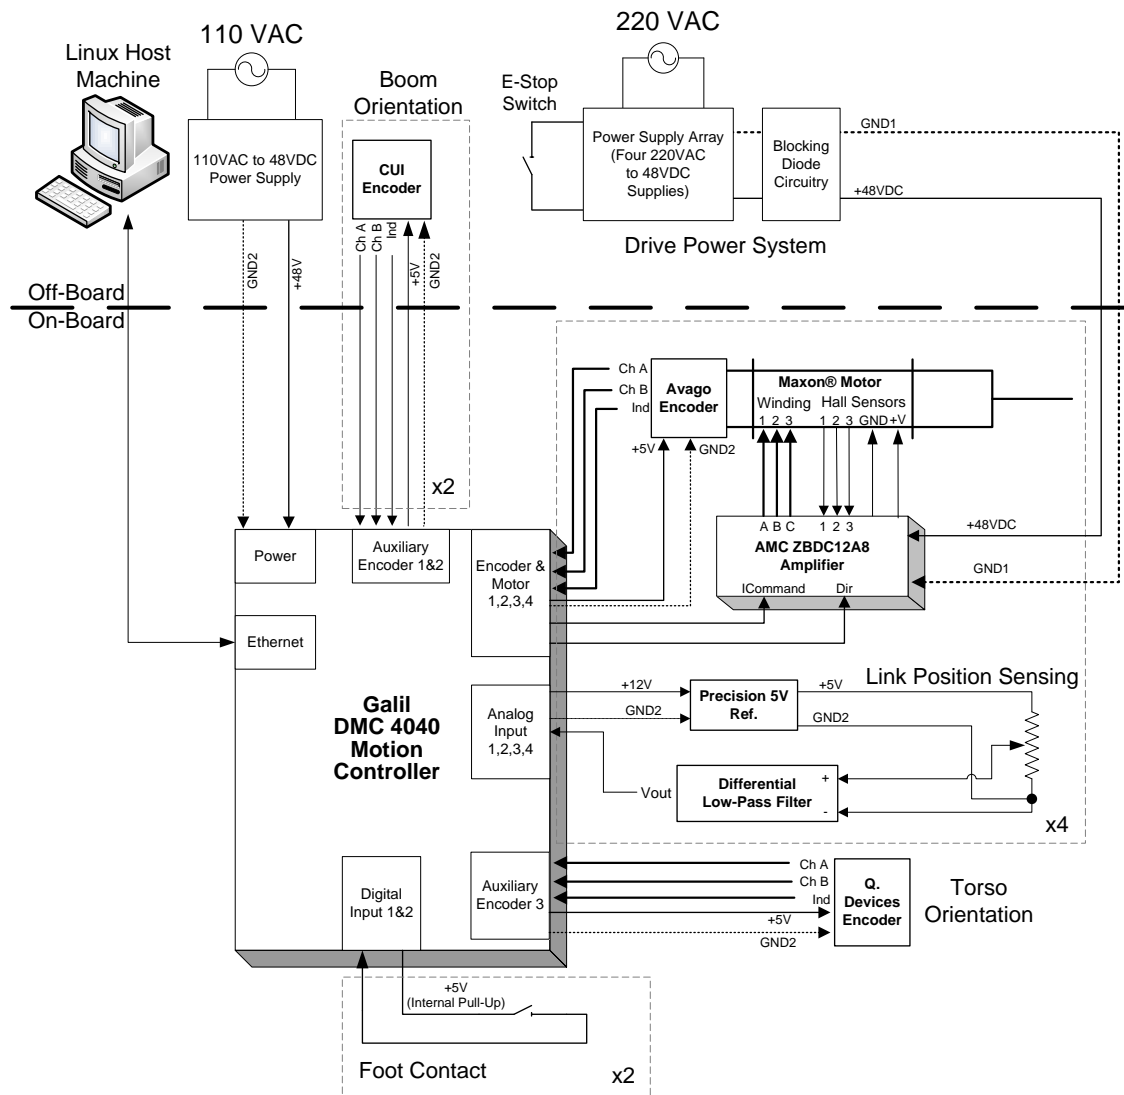 110 VAC
220 VAC
Linux Host
Machine
Boom
Orientation
E-Stop
Switch
110VAC to 48VDC
Power Supply
CUI
Encoder
Ch A
Ch B
Ind
+5V
GND2
GND2
+48V
Power Supply Array
(Four 220VAC
to 48VDC
Supplies)
Blocking
Diode
Circuitry
GND1
+48VDC
Drive Power System
Off-Board
On-Board
x2
Ch A
Ch B
Ind
Avago
Encoder
+5V
GND2
Maxon® Motor
Winding Hall Sensors
1 2 3 1 2 3 GND +V
A B C 1 2 3
AMC ZBDC12A8
Amplifier
ICommand Dir
+48VDC
GND1
Power
Auxiliary
Encoder 1&2
Encoder &
Motor
1,2,3,4
Ethernet
Galil
DMC 4040
Motion
Controller
Analog
Input
1,2,3,4
+12V
GND2
Precision 5V
Ref.
+5V
GND2
Link Position Sensing
Vout
Differential
Low-Pass Filter
+
-
x4
Digital
Input 1&2
Auxiliary
Encoder 3
Ch A
Ch B
Ind
+5V
GND2
Q.
Devices
Encoder
Torso
Orientation
+5V
(Internal Pull-Up)
Foot Contact
x2